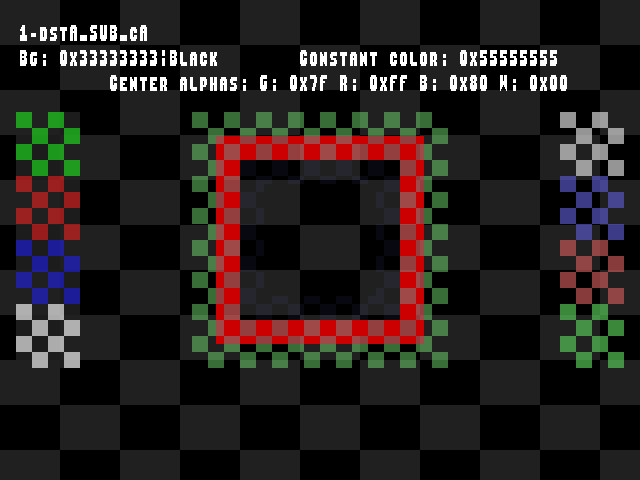 1-dstA_SUB_cA
Bg: 0x33333333¦Black Constant color: 0x55555555
Center alphas: G: 0x7F R: 0xFF B: 0x80 W: 0x00